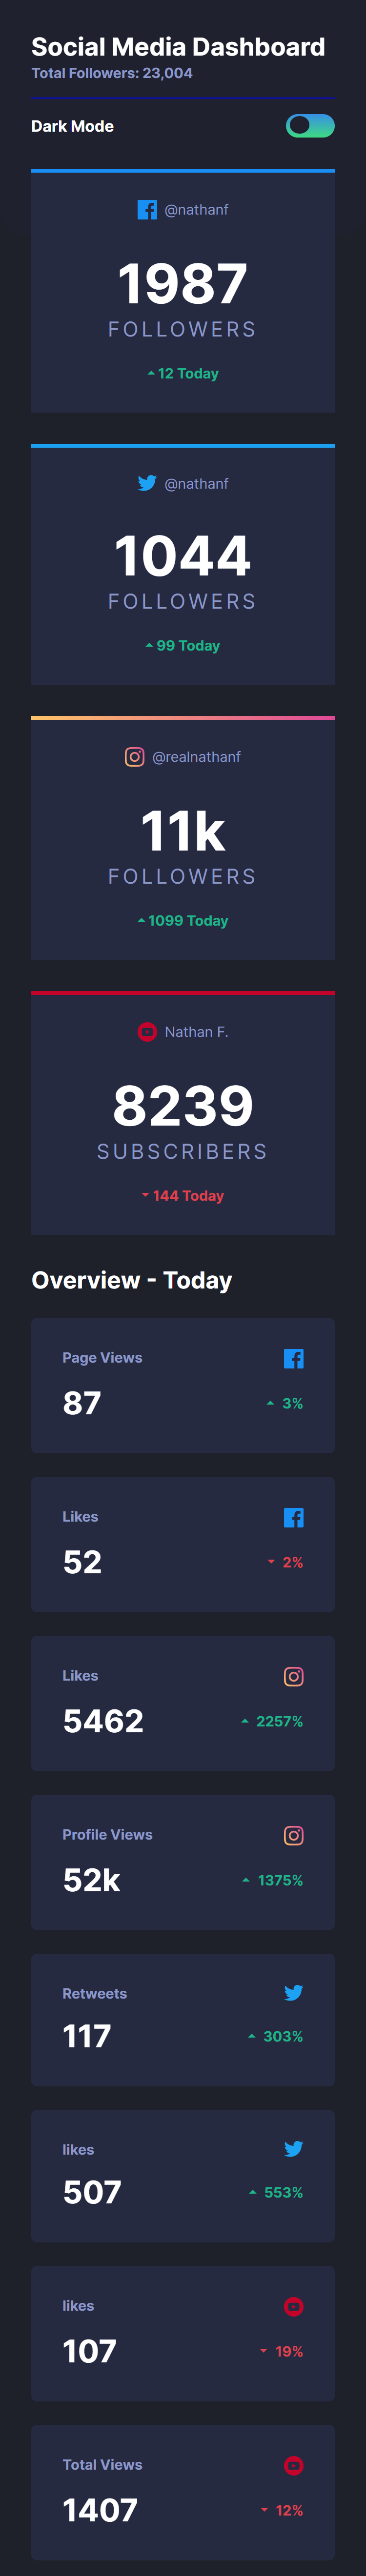 Social Media Dashboard
Total Followers: 23,004
Dark Mode
@nathanf
1987
FOLLOWERS
12 Today
@nathanf
1044
FOLLOWERS
99 Today
@realnathanf
11k
FOLLOWERS
1099 Today
Nathan F.
8239
SUBSCRIBERS
144 Today
Overview - Today
Page Views
87 3%
Likes
52 2%
Likes
5462 2257%
Profile Views
52k 1375%
Retweets
117 303%
likes
507 553%
likes
107 19%
Total Views
1407 12%